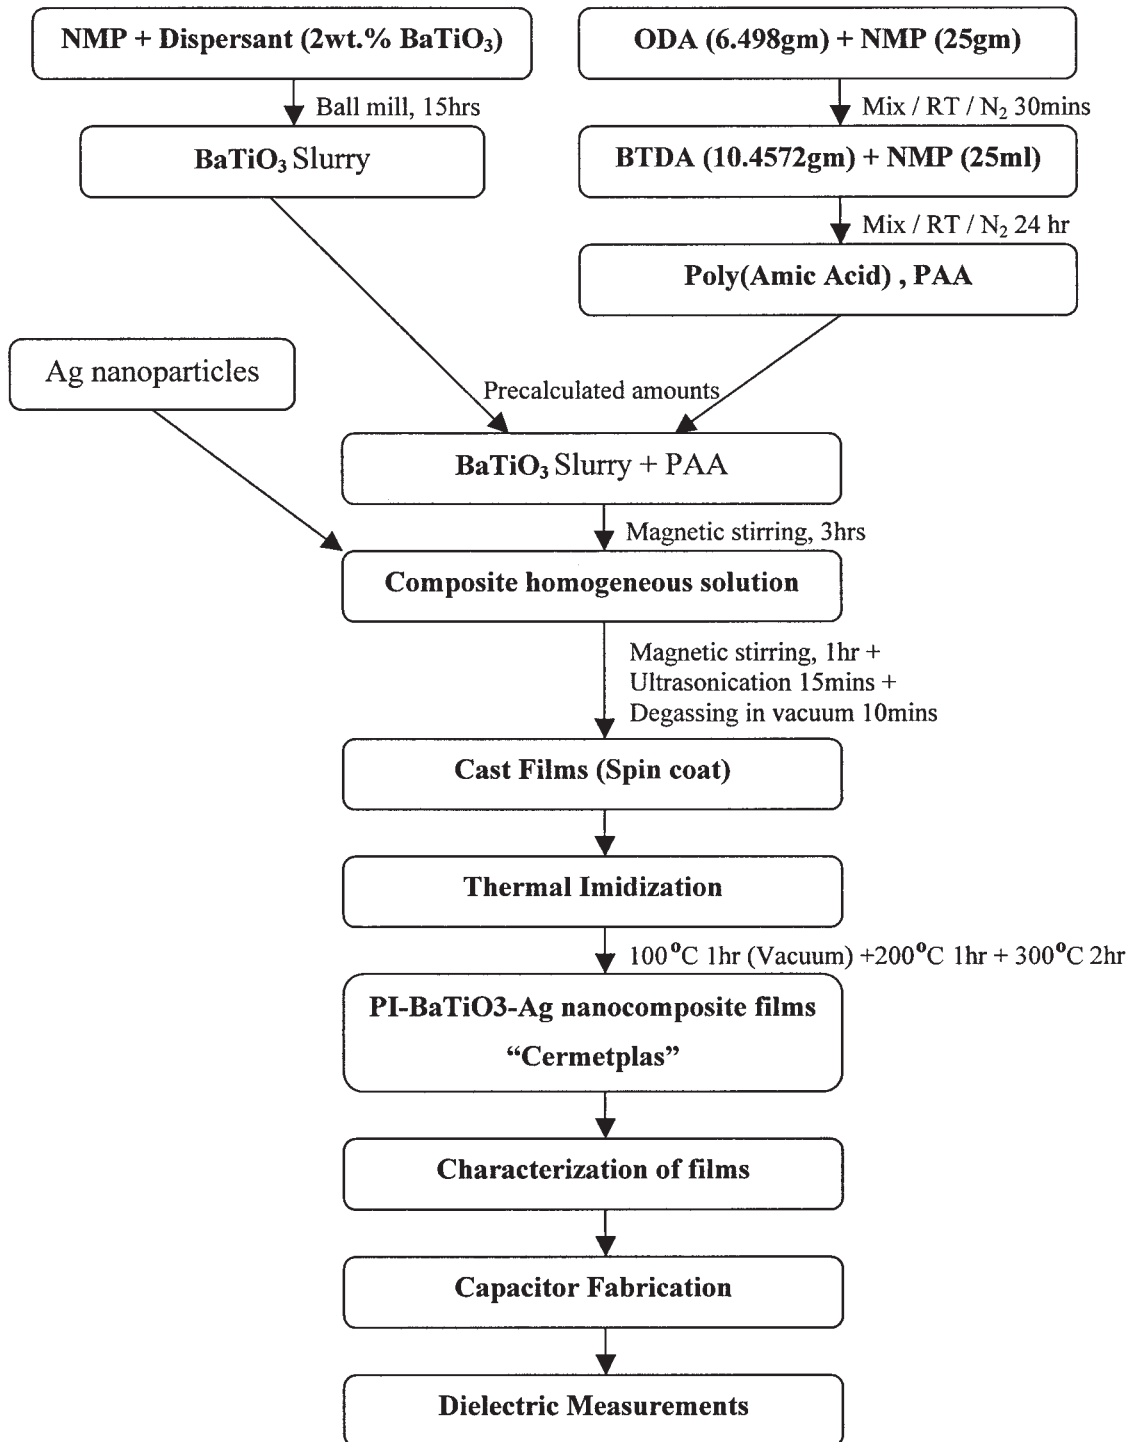 NMP + Dispersant (2wt.% BaTiO₃)
ODA (6.498gm) + NMP (25gm)
Ball mill, 15hrs
Mix / RT / N₂ 30mins
BaTiO₃ Slurry
BTDA (10.4572gm) + NMP (25ml)
Mix / RT / N₂ 24 hr
Poly(Amic Acid) , PAA
Ag nanoparticles
Precalculated amounts
BaTiO₃ Slurry + PAA
Magnetic stirring, 3hrs
Composite homogeneous solution
Magnetic stirring, 1hr +
Ultrasonication 15mins +
Degassing in vacuum 10mins
Cast Films (Spin coat)
Thermal Imidization
100°C 1hr (Vacuum) +200°C 1hr + 300°C 2hr
PI-BaTiO3-Ag nanocomposite films
“Cermetplas”
Characterization of films
Capacitor Fabrication
Dielectric Measurements